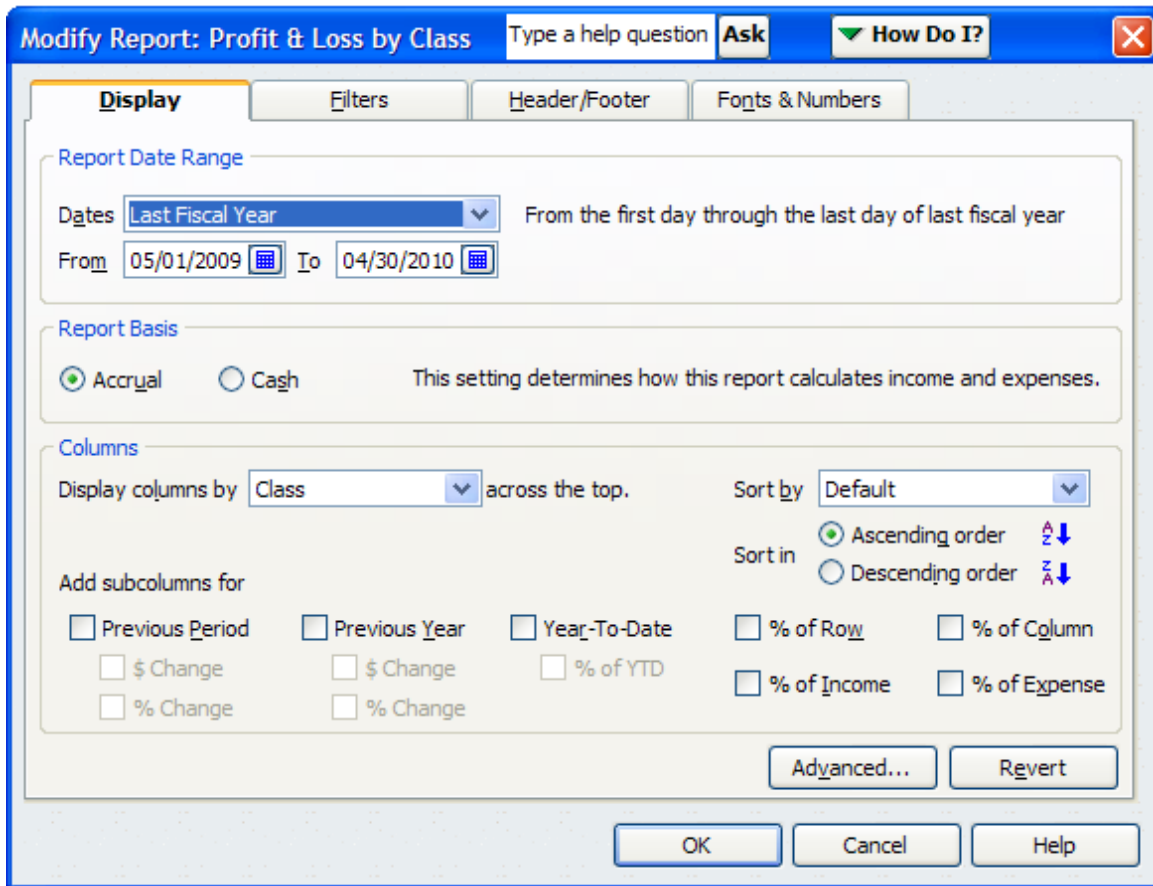 Modify Report: Profit & Loss by Class Type a help question Ask How Do I?
Display Filters Header/Footer Fonts & Numbers
Report Date Range
Dates Last Fiscal Year From the first day through the last day of last fiscal year
From 05/01/2009 To 04/30/2010
Report Basis
Accrual Cash This setting determines how this report calculates income and expenses.
Columns
Display columns by Class across the top. Sort by Default
Sort in Ascending order A Z
Descending order Z A
Add subcolumns for
Previous Period Previous Year Year-To-Date % of Row % of Column
$ Change $ Change % of YTD
% of Income % of Expense
% Change % Change
Advanced... Revert
OK Cancel Help